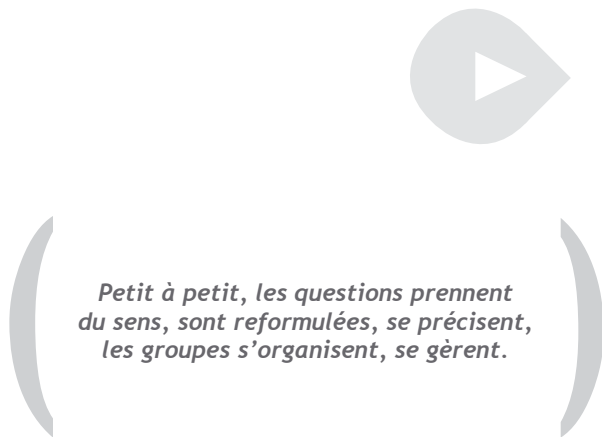 Petit à petit, les questions prennent
du sens, sont reformulées, se précisent,
les groupes s’organisent, se gèrent.